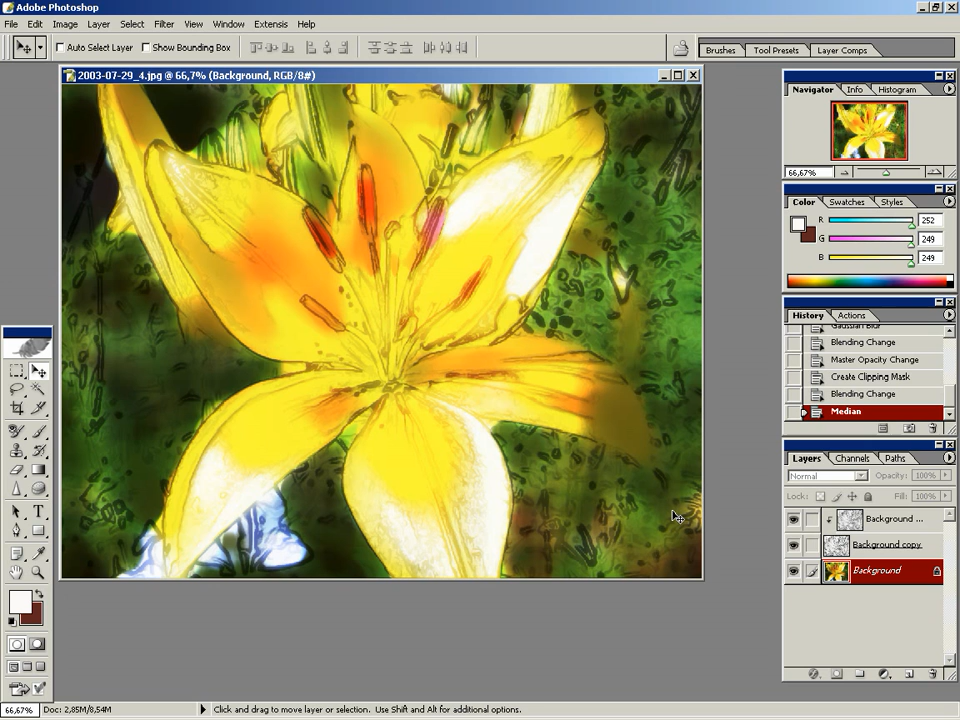 Adobe Photoshop
File Edit Image Layer Select Filter View Window Extensis Help
Auto Select Layer Show Bounding Box
Brushes Tool Presets Layer Comps
2003-07-29_4.jpg @ 66,7% (Background, RGB/8#)
Navigator Info Histogram
66,67%
Color Swatches Styles
R 252
G 249
B 249
History Actions
Gaussian Blur
Blending Change
Master Opacity Change
Create Clipping Mask
Blending Change
Median
Layers Channels Paths
Normal Opacity: 100%
Lock: Fill: 100%
Background ...
Background copy
Background
T
66,67% Doc: 2,85M/8,54M Click and drag to move layer or selection. Use Shift and Alt for additional options.